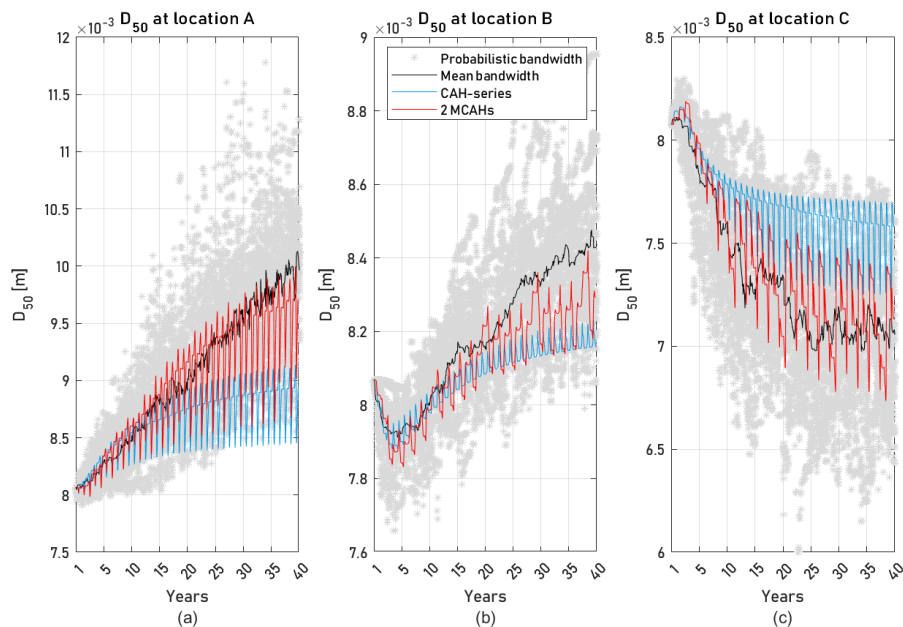 ×10⁻³ D₅₀ at location A
12
11.5
11
10.5
10
9.5
9
8.5
8
7.5
D₅₀ [m]
1 5 10 15 20 25 30 35 40
Years
(a)
×10⁻³ D₅₀ at location B
9
8.8
8.6
8.4
8.2
8
7.8
7.6
D₅₀ [m]
Probabilistic bandwidth
Mean bandwidth
CAH-series
2 MCAHs
1 5 10 15 20 25 30 35 40
Years
(b)
×10⁻³ D₅₀ at location C
8.5
8
7.5
7
6.5
6
D₅₀ [m]
1 5 10 15 20 25 30 35 40
Years
(c)